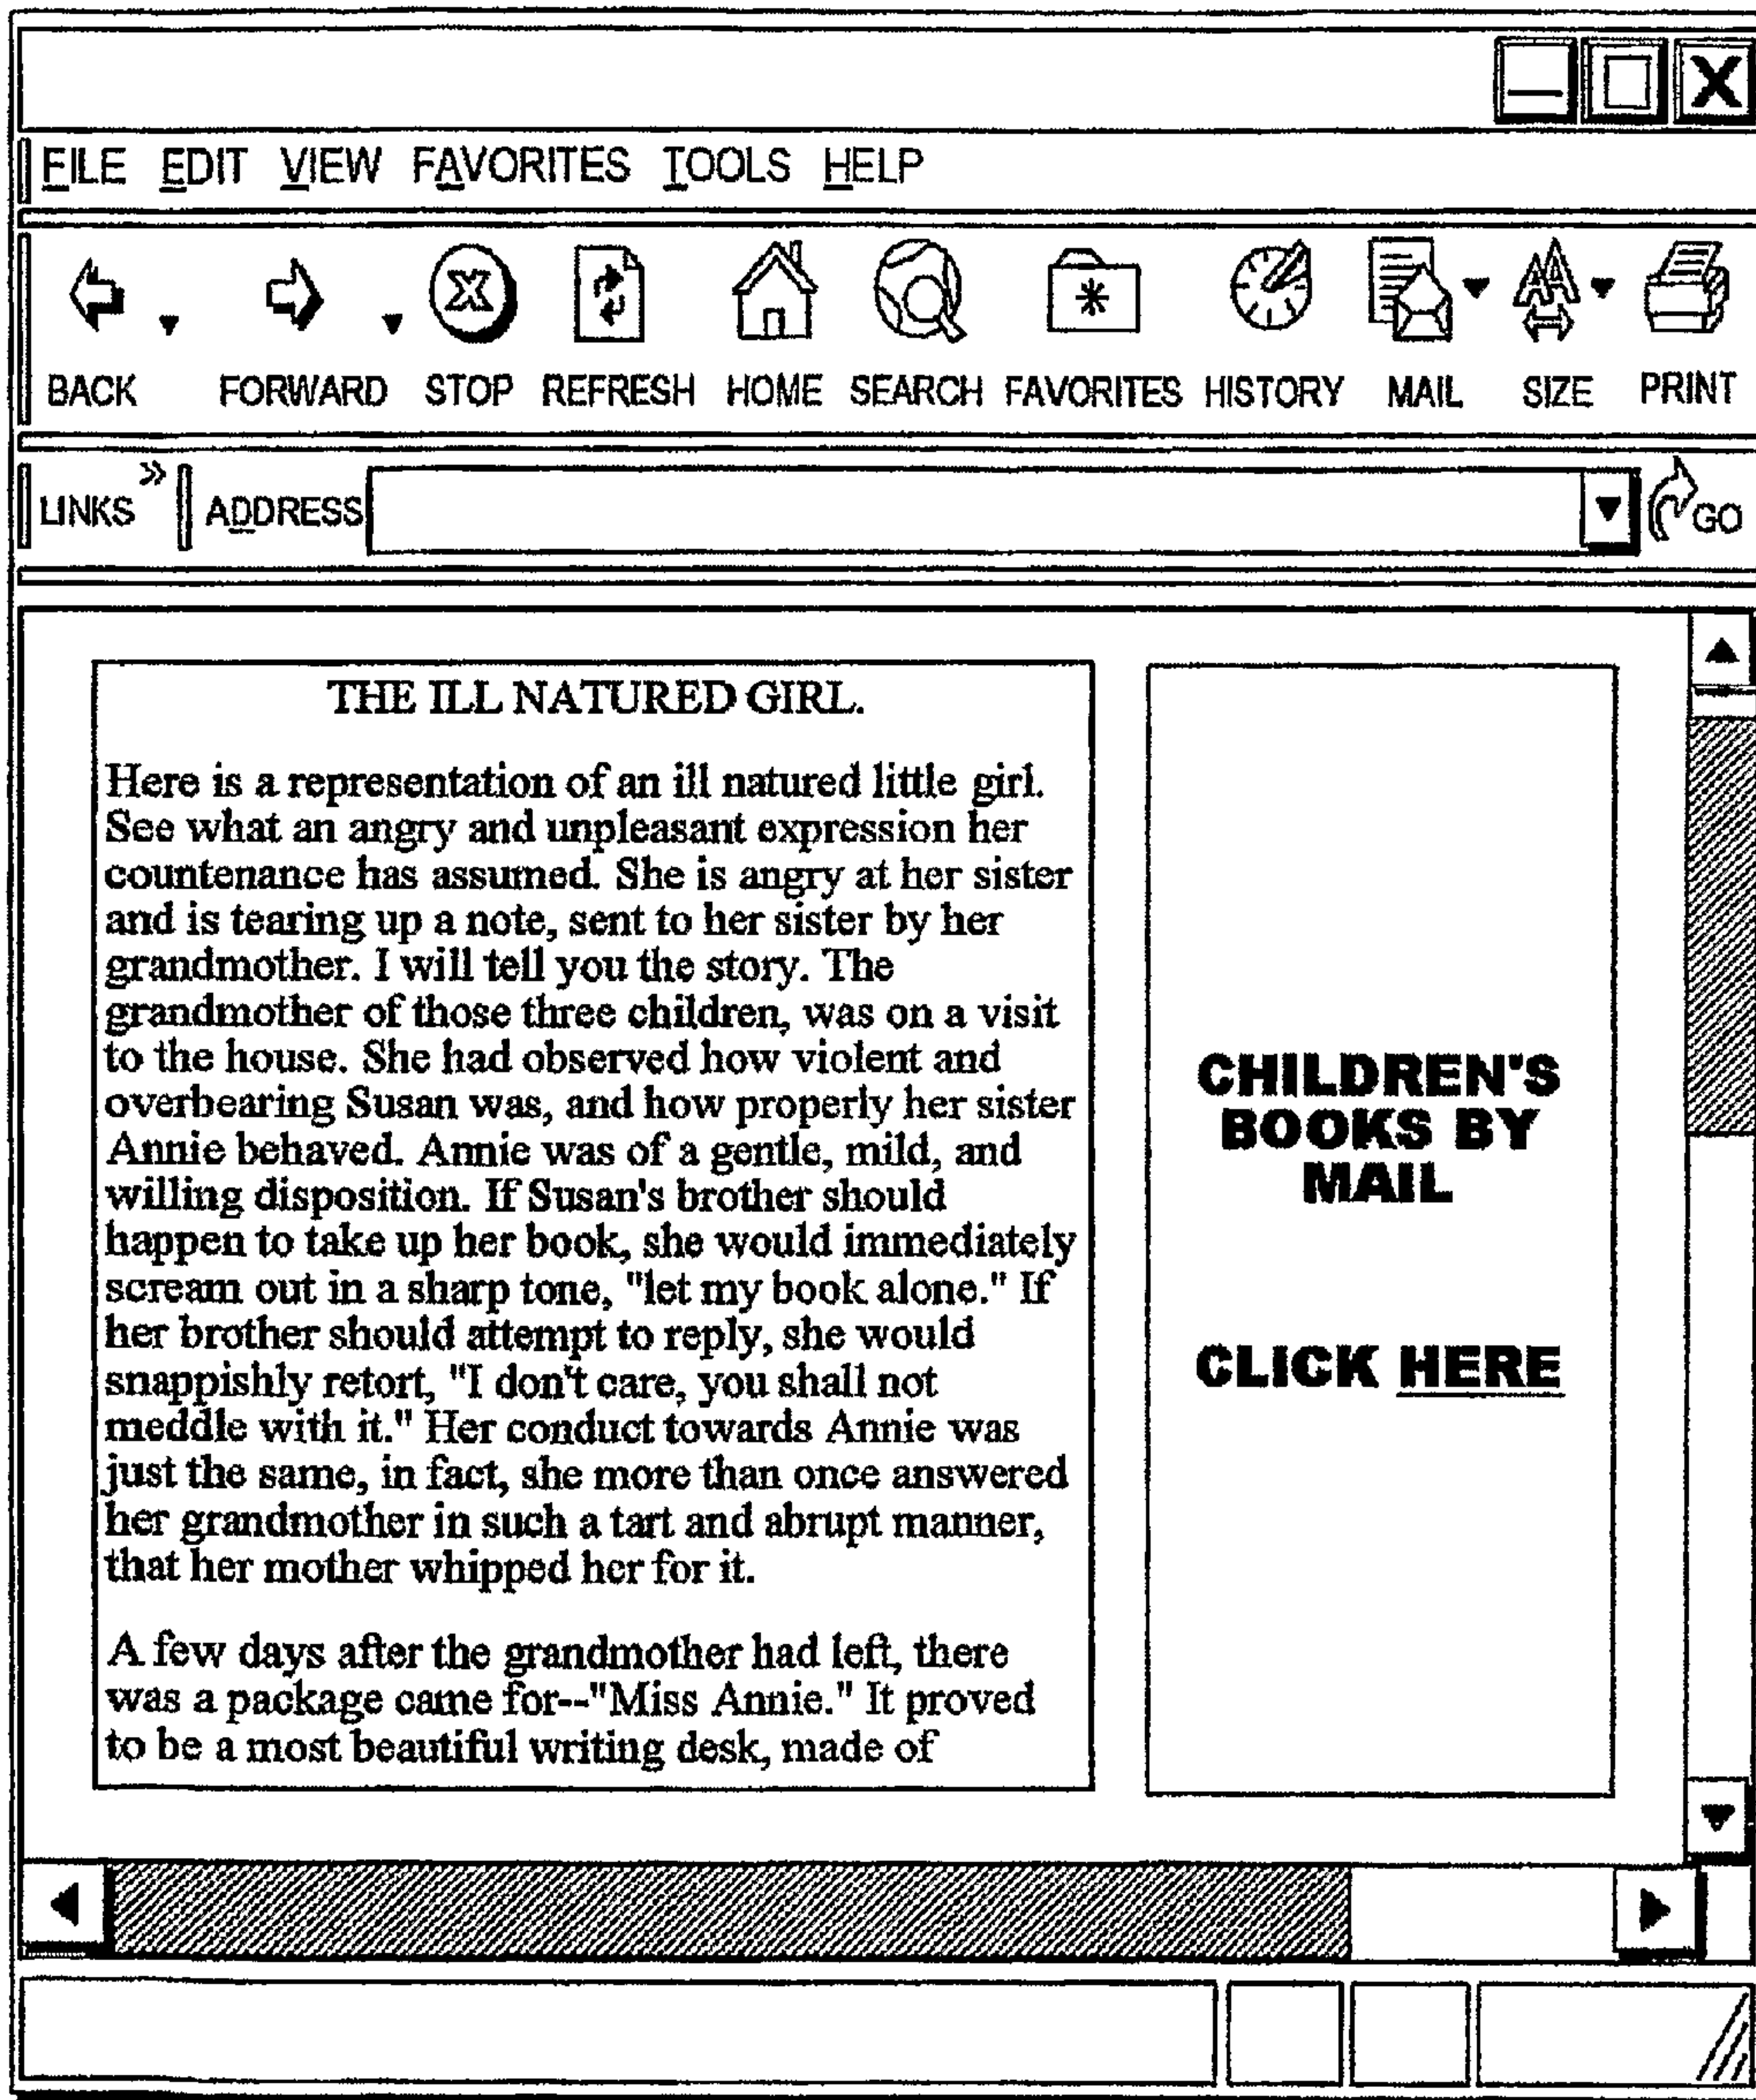 X
FILE EDIT VIEW FAVORITES TOOLS HELP
X
*
AA
BACK FORWARD STOP REFRESH HOME SEARCH FAVORITES HISTORY MAIL SIZE PRINT
LINKS » ADDRESS GO
THE ILL NATURED GIRL.
Here is a representation of an ill natured little girl.
See what an angry and unpleasant expression her
countenance has assumed. She is angry at her sister
and is tearing up a note, sent to her sister by her
grandmother. I will tell you the story. The
grandmother of those three children, was on a visit
to the house. She had observed how violent and
overbearing Susan was, and how properly her sister
Annie behaved. Annie was of a gentle, mild, and
willing disposition. If Susan's brother should
happen to take up her book, she would immediately
scream out in a sharp tone, "let my book alone." If
her brother should attempt to reply, she would
snappishly retort, "I don't care, you shall not
meddle with it." Her conduct towards Annie was
just the same, in fact, she more than once answered
her grandmother in such a tart and abrupt manner,
that her mother whipped her for it.
A few days after the grandmother had left, there
was a package came for--"Miss Annie." It proved
to be a most beautiful writing desk, made of
CHILDREN'S
BOOKS BY
MAIL
CLICK HERE